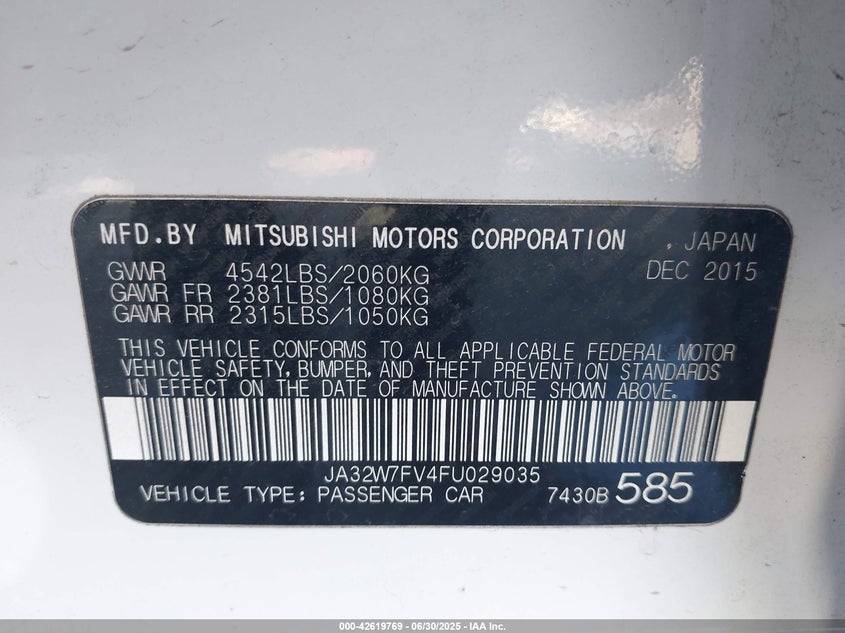 MFD.BY MITSUBISHI MOTORS CORPORATION , JAPAN
GVWR 4542LBS/2060KG DEC 2015
GAWR FR 2381LBS/1080KG
GAWR RR 2315LBS/1050KG
THIS VEHICLE CONFORMS TO ALL APPLICABLE FEDERAL MOTOR
VEHICLE SAFETY, BUMPER, AND THEFT PREVENTION STANDARDS
IN EFFECT ON THE DATE OF MANUFACTURE SHOWN ABOVE.
JA32W7FV4FU029035
VEHICLE TYPE: PASSENGER CAR 7430B 585
000-42619769 - 06/30/2025 - IAA Inc.